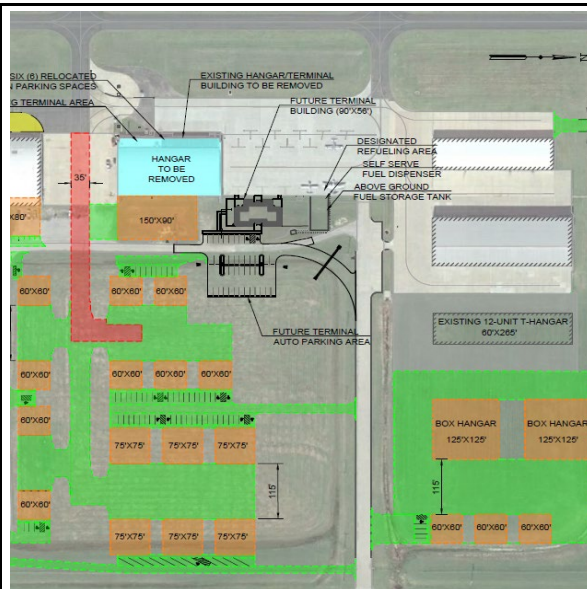 SIX (6) RELOCATED
N PARKING SPACES
G TERMINAL AREA
EXISTING HANGAR/TERMINAL
BUILDING TO BE REMOVED
N
FUTURE TERMINAL
BUILDING (90'X56')
HANGAR
TO BE
REMOVED
DESIGNATED
REFUELING AREA
SELF SERVE
FUEL DISPENSER
ABOVE GROUND
FUEL STORAGE TANK
35'
X80'
150'X90'
60'X60'
60'X60'
60'X60'
FUTURE TERMINAL
AUTO PARKING AREA
EXISTING 12-UNIT T-HANGAR
60'X265'
60'X60'
60'X60'
60'X60'
60'X60'
60'X60'
BOX HANGAR
125'X125'
BOX HANGAR
125'X125'
75'X75'
75'X75'
75'X75'
115'
115'
60'X60'
75'X75'
75'X75'
75'X75'
60'X60'
60'X60'
60'X60'